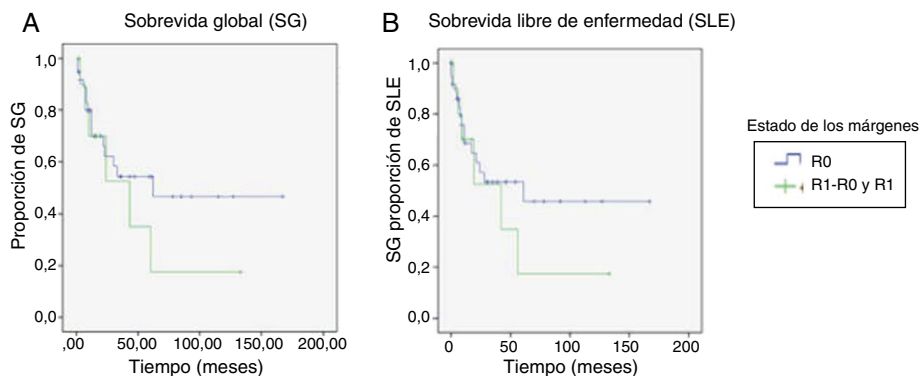 A Sobrevida global (SG)
Proporción de SG
1,0
0,8
0,6
0,4
0,2
0,0
,00 50,00 100,00 150,00 200,00
Tiempo (meses)
B Sobrevida libre de enfermedad (SLE)
SG proporción de SLE
1,0
0,8
0,6
0,4
0,2
0,0
0 50 100 150 200
Tiempo (meses)
Estado de los márgenes
R0
R1-R0 y R1